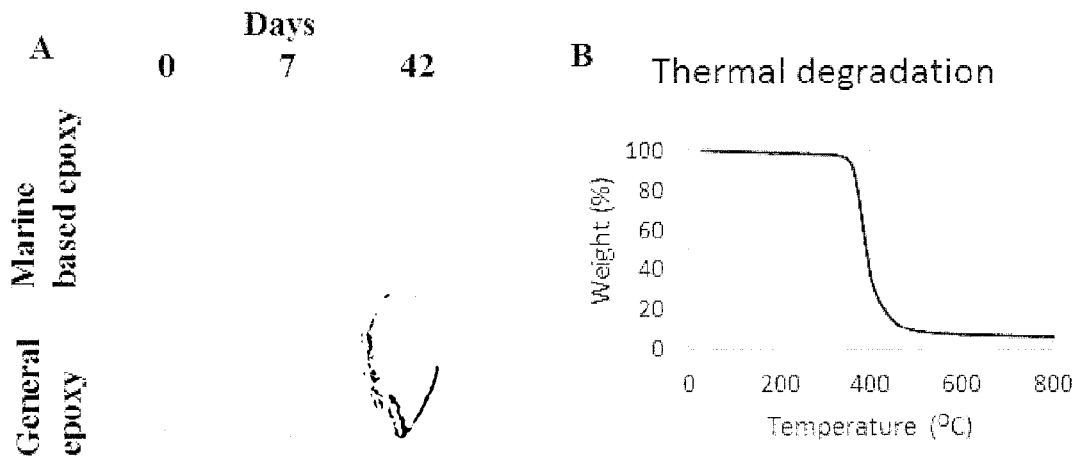 A
Days
0 7 42
Marine
based epoxy
General
epoxy
B
Thermal degradation
Weight (%)
100
80
60
40
20
0
0 200 400 600 800
Temperature (ºC)